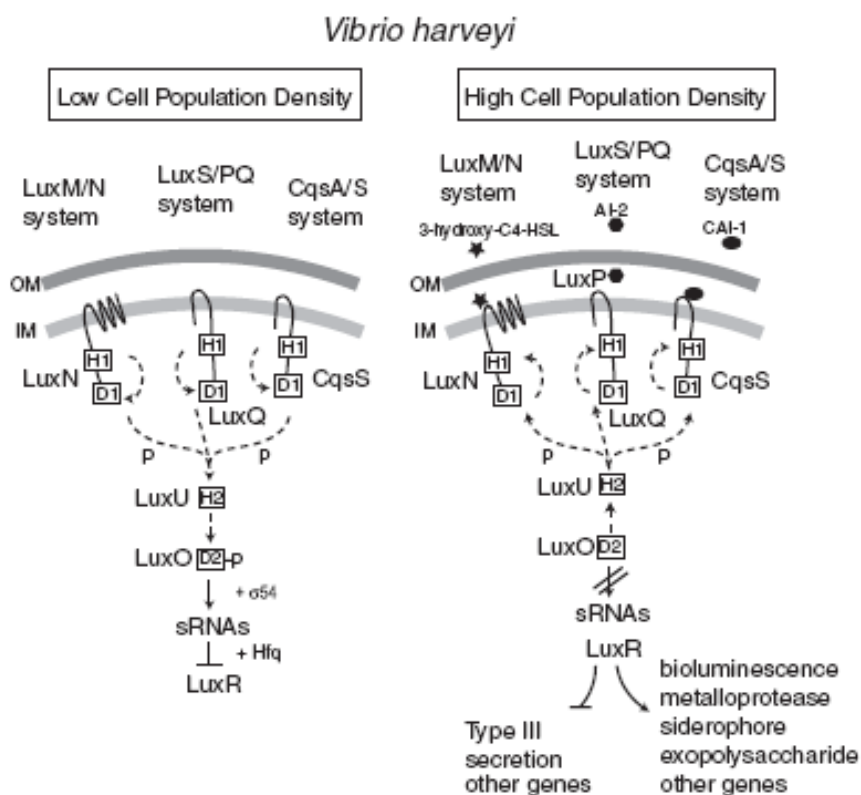 Vibrio harveyi
Low Cell Population Density
LuxM/N
system
LuxS/PQ
system
CqsA/S
system
OM
IM
H1
D1
LuxN
H1
D1
LuxQ
H1
D1
CqsS
P
P
LuxU H2
LuxO D2-P
+ σ54
sRNAs
+ Hfq
LuxR
High Cell Population Density
LuxM/N
system
LuxS/PQ
system
CqsA/S
system
3-hydroxy-C4-HSL
AI-2
CAI-1
OM
LuxP
IM
H1
D1
LuxN
H1
D1
LuxQ
H1
D1
CqsS
P
P
LuxU H2
LuxO D2
sRNAs
LuxR
Type III
secretion
other genes
bioluminescence
metalloprotease
siderophore
exopolysaccharide
other genes